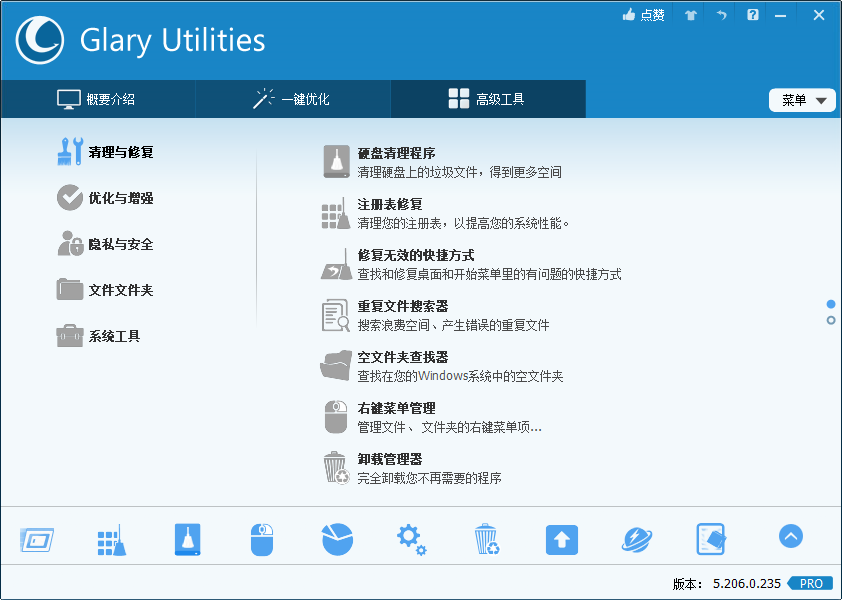 点赞
Glary Utilities
概要介绍
一键优化
高级工具
菜单
清理与修复
优化与增强
隐私与安全
文件文件夹
系统工具
硬盘清理程序
清理硬盘上的垃圾文件，得到更多空间
注册表修复
清理您的注册表，以提高您的系统性能。
修复无效的快捷方式
查找和修复桌面和开始菜单里的有问题的快捷方式
重复文件搜索器
搜索浪费空间、产生错误的重复文件
空文件夹查找器
查找在您的Windows系统中的空文件夹
右键菜单管理
管理文件、 文件夹的右键菜单项...
卸载管理器
完全卸载您不再需要的程序
版本： 5.206.0.235 PRO